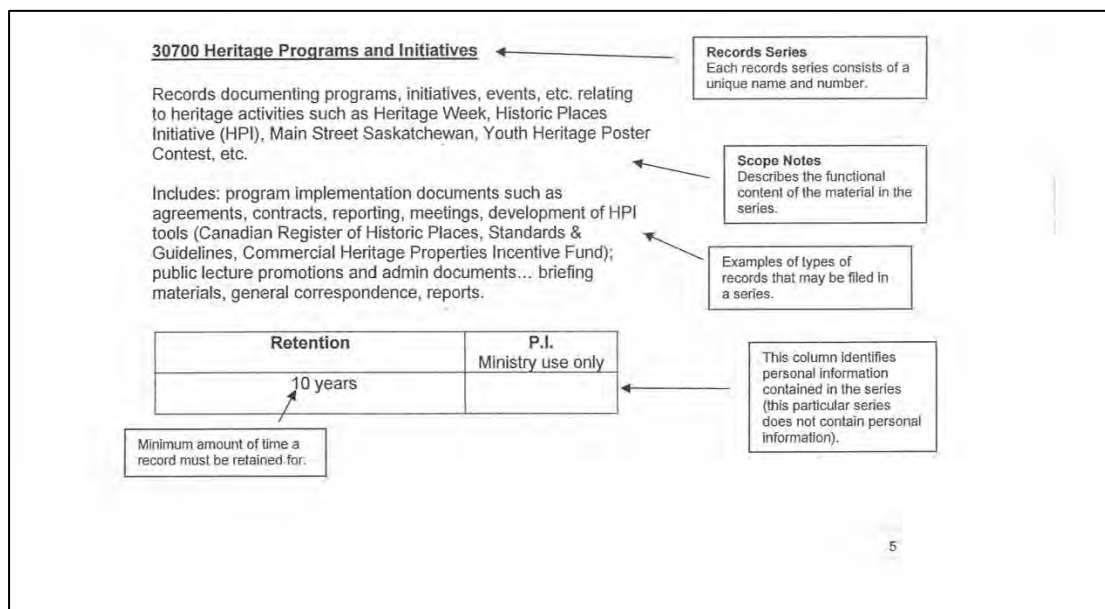 30700 Heritage Programs and Initiatives
Records Series
Each records series consists of a
unique name and number.
Records documenting programs, initiatives, events, etc. relating
to heritage activities such as Heritage Week, Historic Places
Initiative (HPI), Main Street Saskatchewan, Youth Heritage Poster
Contest, etc.
Scope Notes
Describes the functional
content of the material in the
series.
Includes: program implementation documents such as
agreements, contracts, reporting, meetings, development of HPI
tools (Canadian Register of Historic Places, Standards &
Guidelines, Commercial Heritage Properties Incentive Fund);
public lecture promotions and admin documents... briefing
materials, general correspondence, reports.
Examples of types of
records that may be filed in
a series.
Retention
P.I.
Ministry use only
10 years
This column identifies
personal information
contained in the series
(this particular series
does not contain personal
information).
Minimum amount of time a
record must be retained for.
5